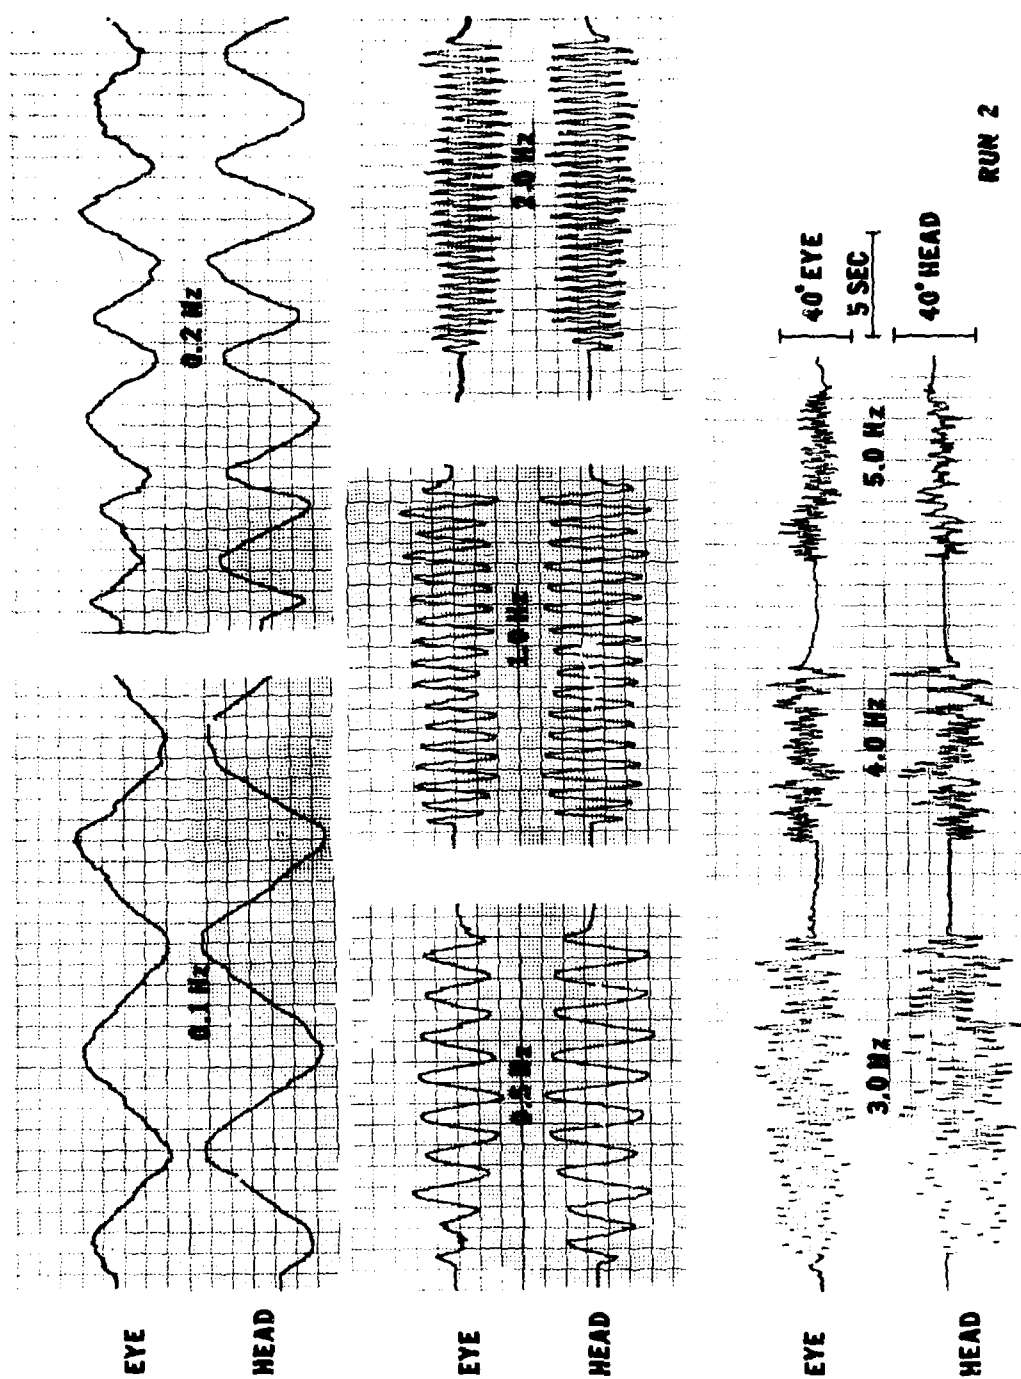 EYE
0.1 Hz
0.2 Hz
HEAD
EYE
0.5 Hz
1.0 Hz
2.0 Hz
HEAD
EYE
40° EYE
5 SEC
3.0 Hz
4.0 Hz
5.0 Hz
HEAD
40° HEAD
RUN 2